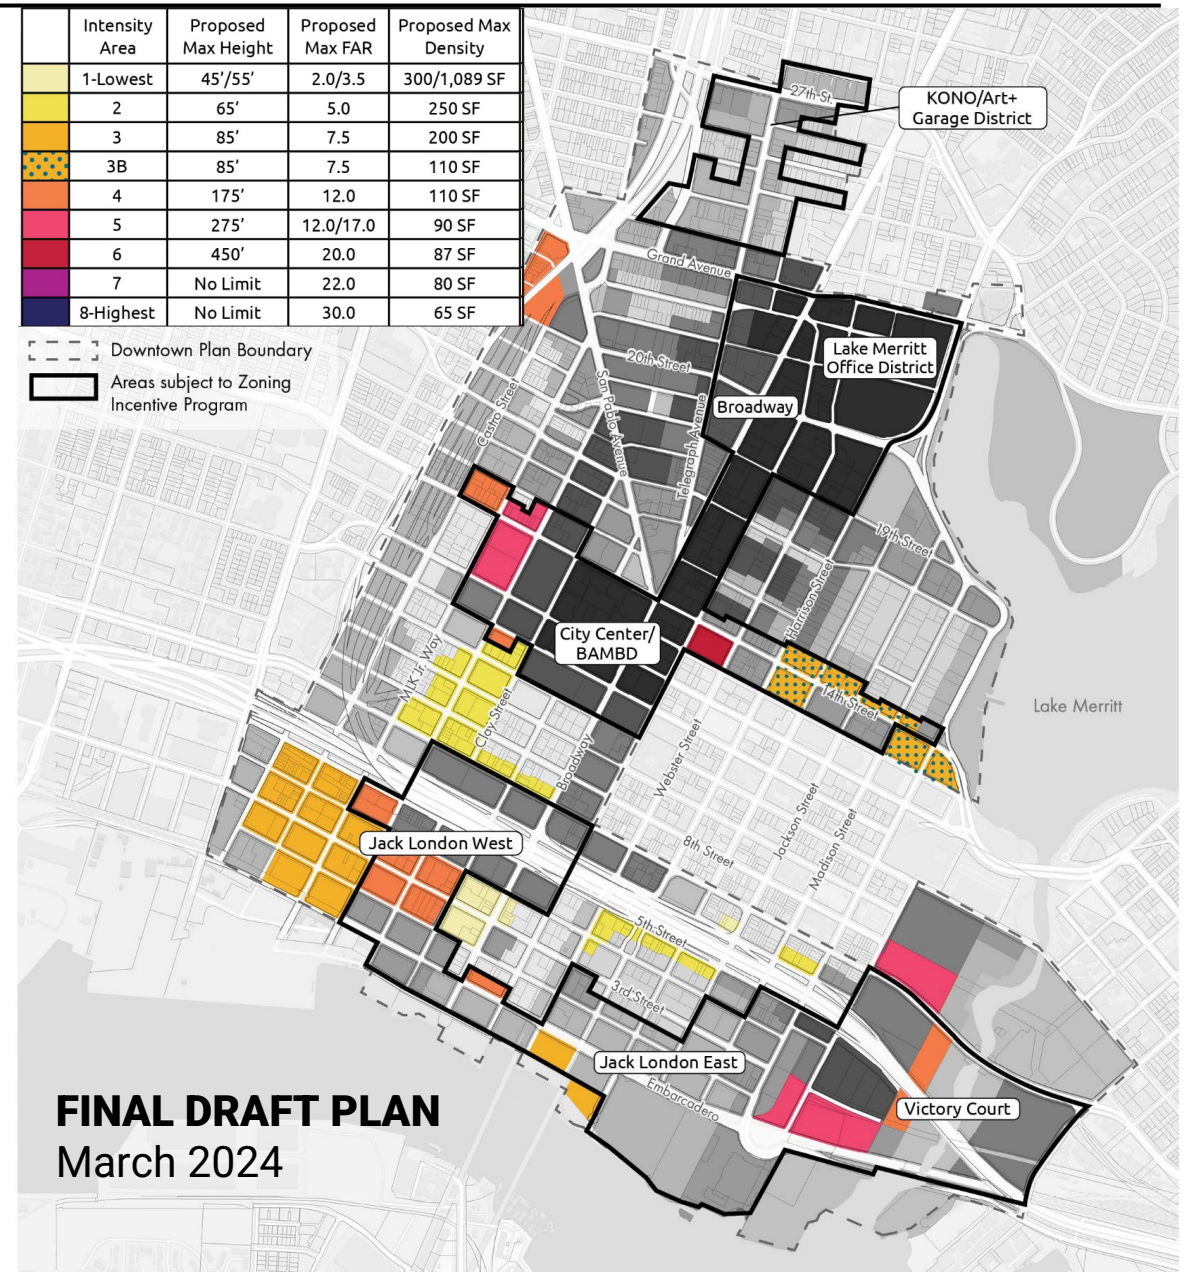 Intensity Area Proposed Max Height Proposed Max FAR Proposed Max Density
1-Lowest 45'/55' 2.0/3.5 300/1,089 SF
2 65' 5.0 250 SF
3 85' 7.5 200 SF
3B 85' 7.5 110 SF
4 175' 12.0 110 SF
5 275' 12.0/17.0 90 SF
6 450' 20.0 87 SF
7 No Limit 22.0 80 SF
8-Highest No Limit 30.0 65 SF
Downtown Plan Boundary
Areas subject to Zoning
Incentive Program
27th St.
KONO/Art+
Garage District
Grand Avenue
Lake Merritt
Office District
20th Street
Broadway
Castro Street
San Pablo Avenue
Telegraph Avenue
19th Street
Harrison Street
City Center/
BAMBD
MLK Jr. Way
14th Street
Lake Merritt
Clay Street
Broadway
Webster Street
Jackson Street
Madison Street
8th Street
Jack London West
5th Street
3rd Street
Jack London East
Embarcadero
Victory Court
FINAL DRAFT PLAN
March 2024